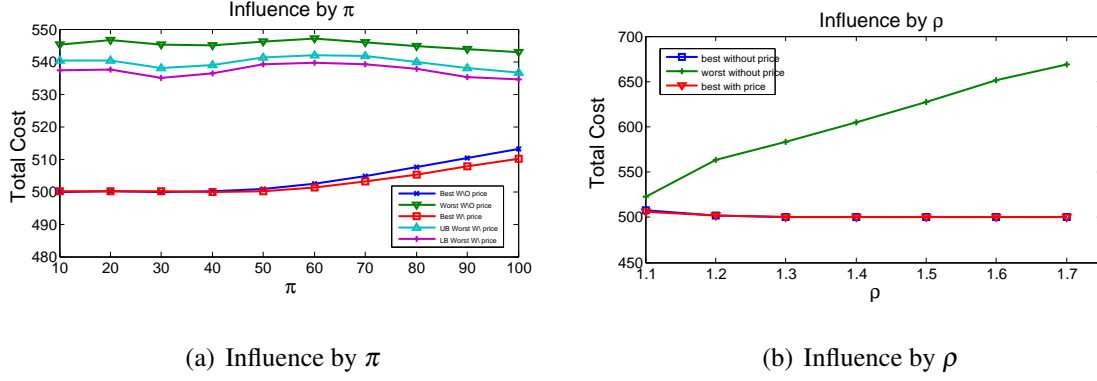 Influence by π
Total Cost
550
540
530
520
510
500
490
480
10 20 30 40 50 60 70 80 90 100
π
Best W\O price
Worst W\O price
Best W\ price
UB Worst W\ price
LB Worst W\ price
(a) Influence by π
Influence by ρ
Total Cost
700
650
600
550
500
450
1.1 1.2 1.3 1.4 1.5 1.6 1.7
ρ
best without price
worst without price
best with price
(b) Influence by ρ